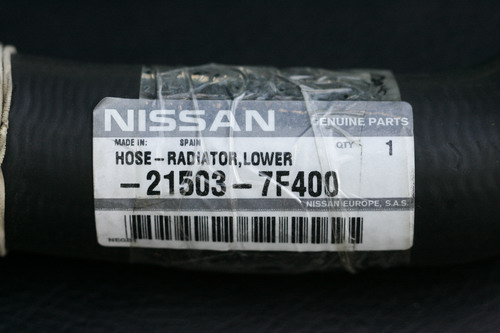 NISSAN GENUINE PARTS
MADE IN: SPAIN QTY 1
HOSE--RADIATOR,LOWER
-21503-7F400
NISSAN EUROPE, S.A.S.